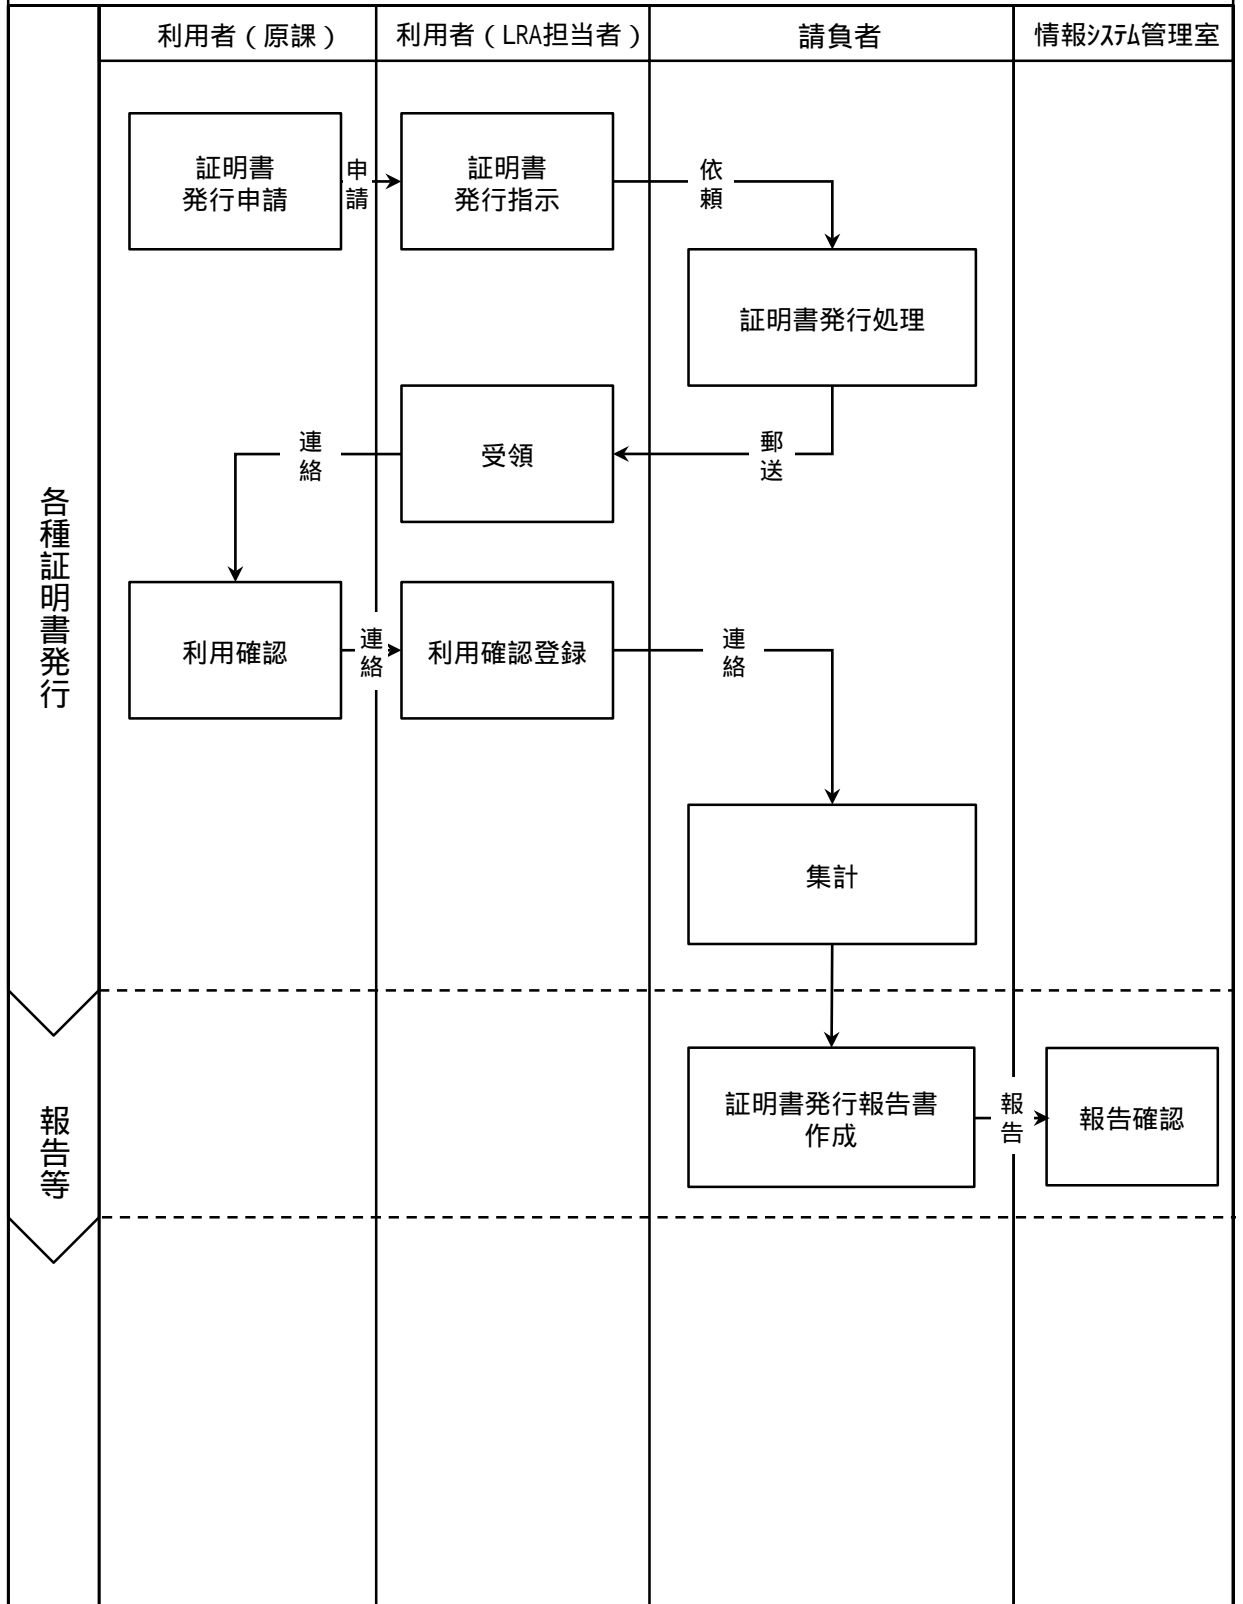 利用者（原課）
利用者（LRA担当者）
請負者
情報ｼｽﾃﾑ管理室
各種証明書発行
証明書
発行申請
申請
証明書
発行指示
依頼
証明書発行処理
郵送
受領
連絡
利用確認
連絡
利用確認登録
連絡
集計
報告等
証明書発行報告書
作成
報告
報告確認